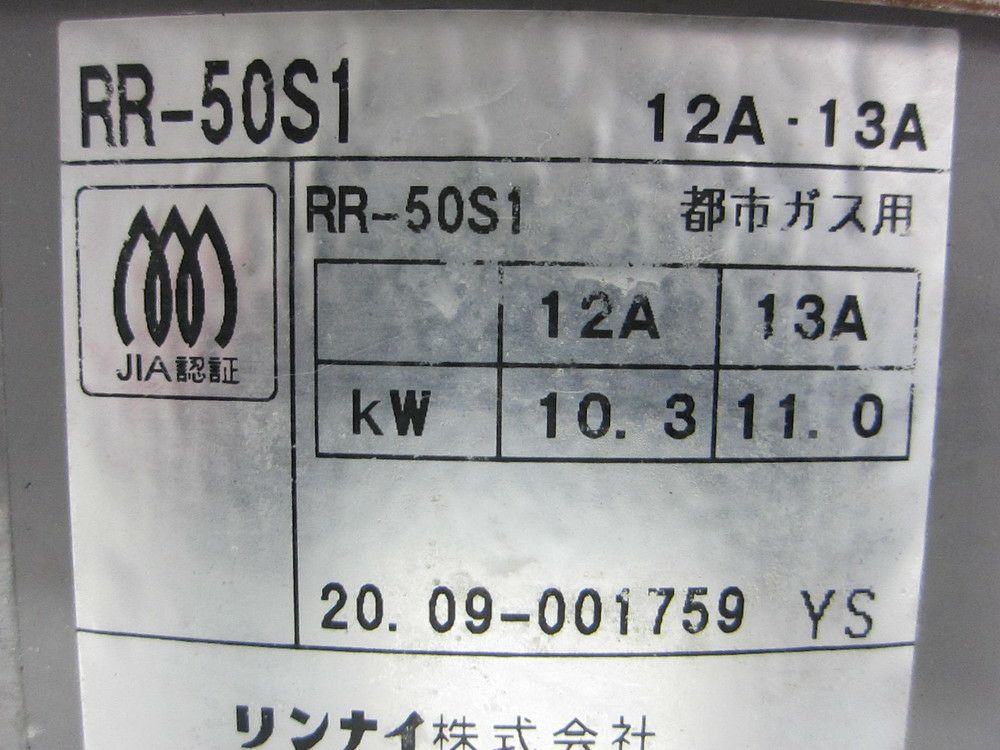 RR-50S1 12A・13A
JIA認証
RR-50S1 都市ガス用
12A 13A
kW 10.3 11.0
20.09-001759 YS
リンナイ株式会社